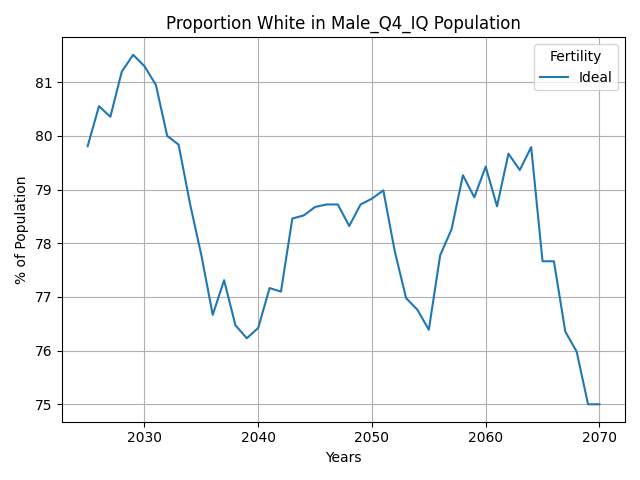 Proportion White in Male_Q4_IQ Population
Fertility
Ideal
81
80
79
78
77
76
75
% of Population
2030 2040 2050 2060 2070
Years